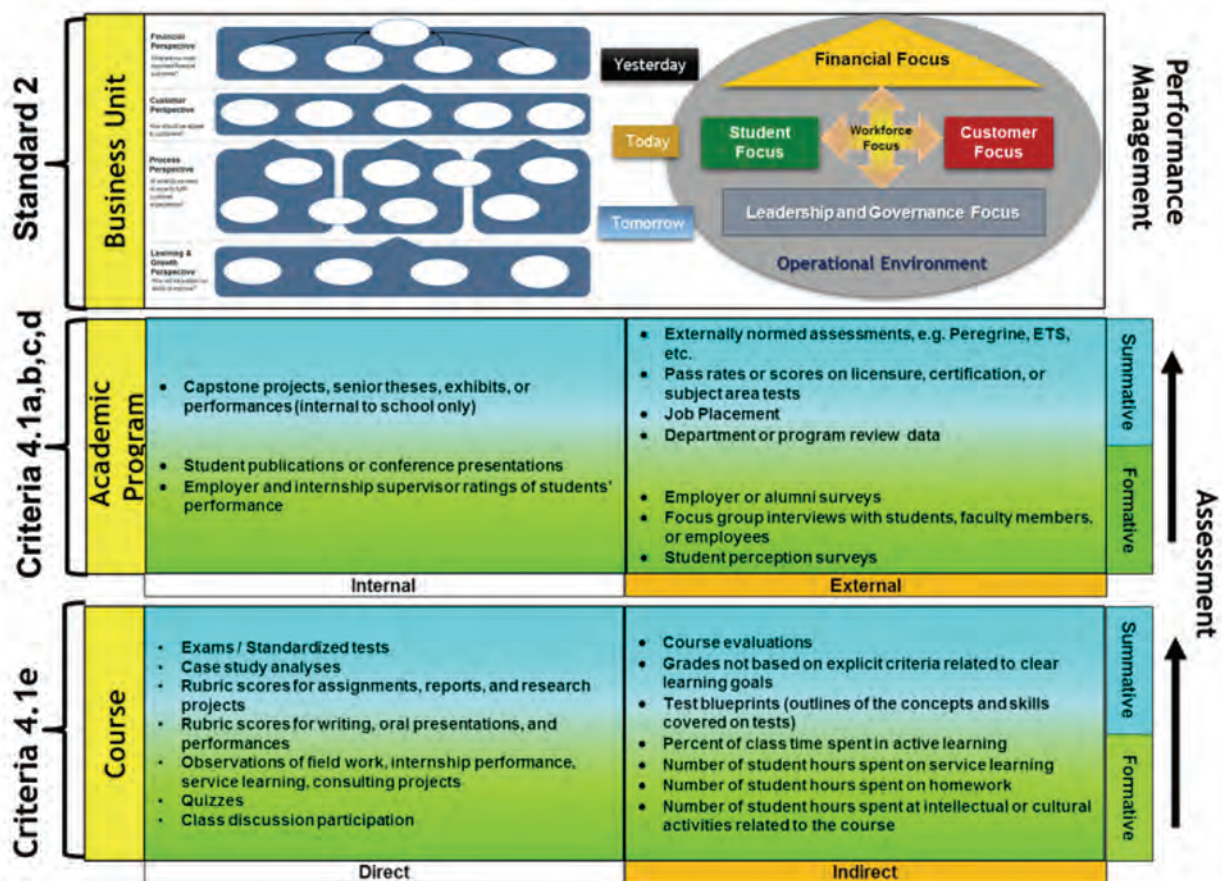 Standard 2
Business Unit
Financial
Perspective
Customer
Perspective
Process
Perspective
Learning &
Growth
Perspective
Yesterday
Today
Tomorrow
Financial Focus
Student
Focus
Workforce
Focus
Customer
Focus
Leadership and Governance Focus
Operational Environment
Performance
Management
Criteria 4.1a,b,c,d
Academic
Program
• Capstone projects, senior theses, exhibits, or
performances (internal to school only)
• Student publications or conference presentations
• Employer and internship supervisor ratings of students'
performance
• Externally normed assessments, e.g. Peregrine, ETS,
etc.
• Pass rates or scores on licensure, certification, or
subject area tests
• Job Placement
• Department or program review data
• Employer or alumni surveys
• Focus group interviews with students, faculty members,
or employees
• Student perception surveys
Summative
Formative
Internal
External
Assessment
Criteria 4.1e
Course
• Exams / Standardized tests
• Case study analyses
• Rubric scores for assignments, reports, and research
projects
• Rubric scores for writing, oral presentations, and
performances
• Observations of field work, internship performance,
service learning, consulting projects
• Quizzes
• Class discussion participation
• Course evaluations
• Grades not based on explicit criteria related to clear
learning goals
• Test blueprints (outlines of the concepts and skills
covered on tests)
• Percent of class time spent in active learning
• Number of student hours spent on service learning
• Number of student hours spent on homework
• Number of student hours spent at intellectual or cultural
activities related to the course
Summative
Formative
Direct
Indirect